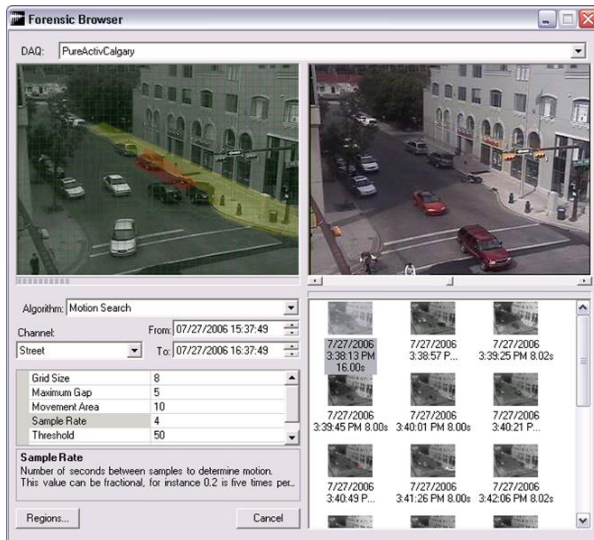 Forensic Browser
DAQ: PureActivCalgary
Algorithm: Motion Search
Channel:
Street
From: 07/27/2006 15:37:49
To: 07/27/2006 16:37:49
Grid Size 8
Maximum Gap 5
Movement Area 10
Sample Rate 4
Threshold 50
Sample Rate
Number of seconds between samples to determine motion.
This value can be fractional, for instance 0.2 is five times per..
Regions...
Cancel
7/27/2006
3:38:13 PM
16.00s
7/27/2006
3:38:57 P...
7/27/2006
3:39:25 PM 8.02s
7/27/2006
3:39:45 PM 8.00s
7/27/2006
3:40:01 PM 8.00s
7/27/2006
3:40:21 P...
7/27/2006
3:40:49 P...
7/27/2006
3:41:26 PM 8.00s
7/27/2006
3:42:06 PM 8.02s